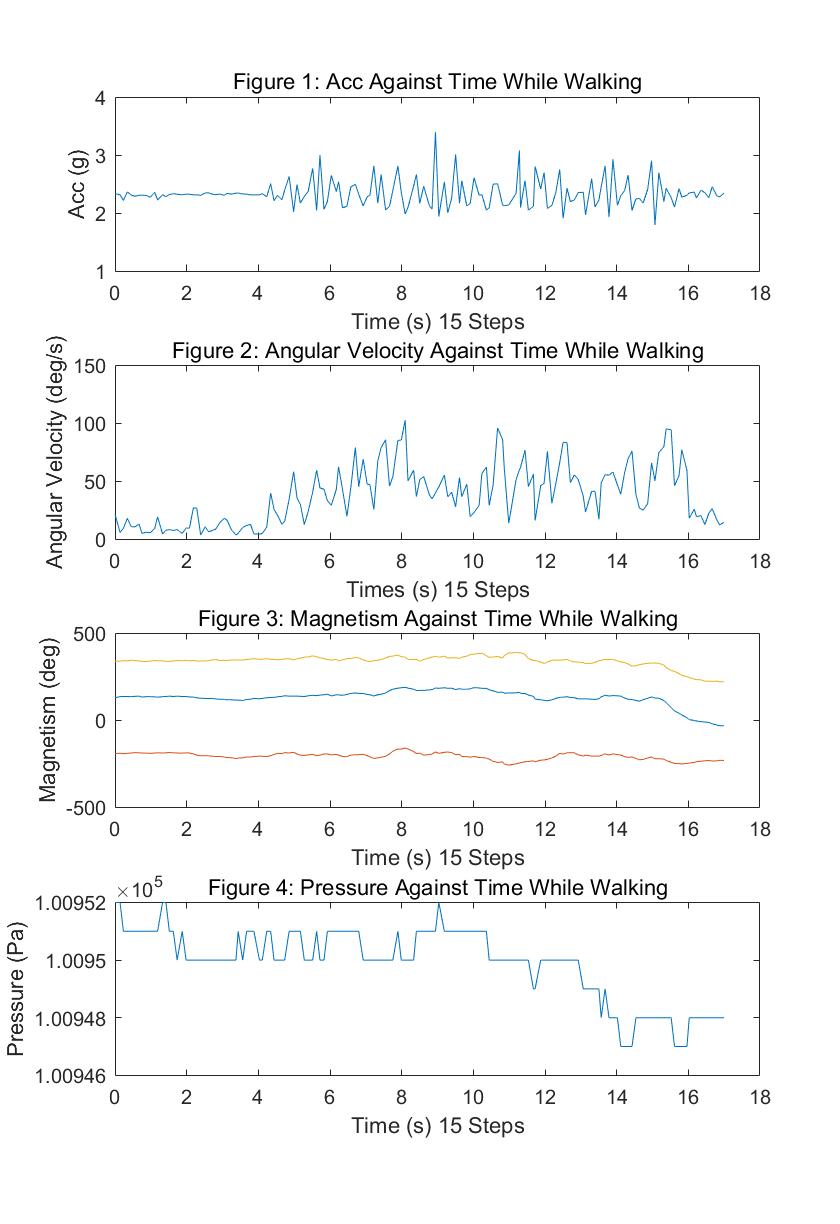 Figure 1: Acc Against Time While Walking
Acc (g)
4
3
2
1
0 2 4 6 8 10 12 14 16 18
Time (s) 15 Steps
Figure 2: Angular Velocity Against Time While Walking
Angular Velocity (deg/s)
150
100
50
0
0 2 4 6 8 10 12 14 16 18
Times (s) 15 Steps
Figure 3: Magnetism Against Time While Walking
Magnetism (deg)
500
0
-500
0 2 4 6 8 10 12 14 16 18
Time (s) 15 Steps
×10⁵ Figure 4: Pressure Against Time While Walking
Pressure (Pa)
1.00952
1.0095
1.00948
1.00946
0 2 4 6 8 10 12 14 16 18
Time (s) 15 Steps